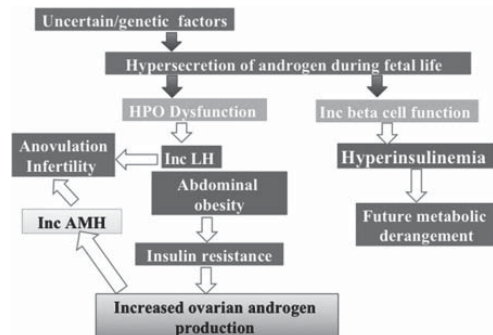 Uncertain/genetic factors
Hypersecretion of androgen during fetal life
HPO Dysfunction
Inc beta cell function
Anovulation
Infertility
Inc LH
Hyperinsulinemia
Abdominal
obesity
Inc AMH
Future metabolic
derangement
Insulin resistance
Increased ovarian androgen
production